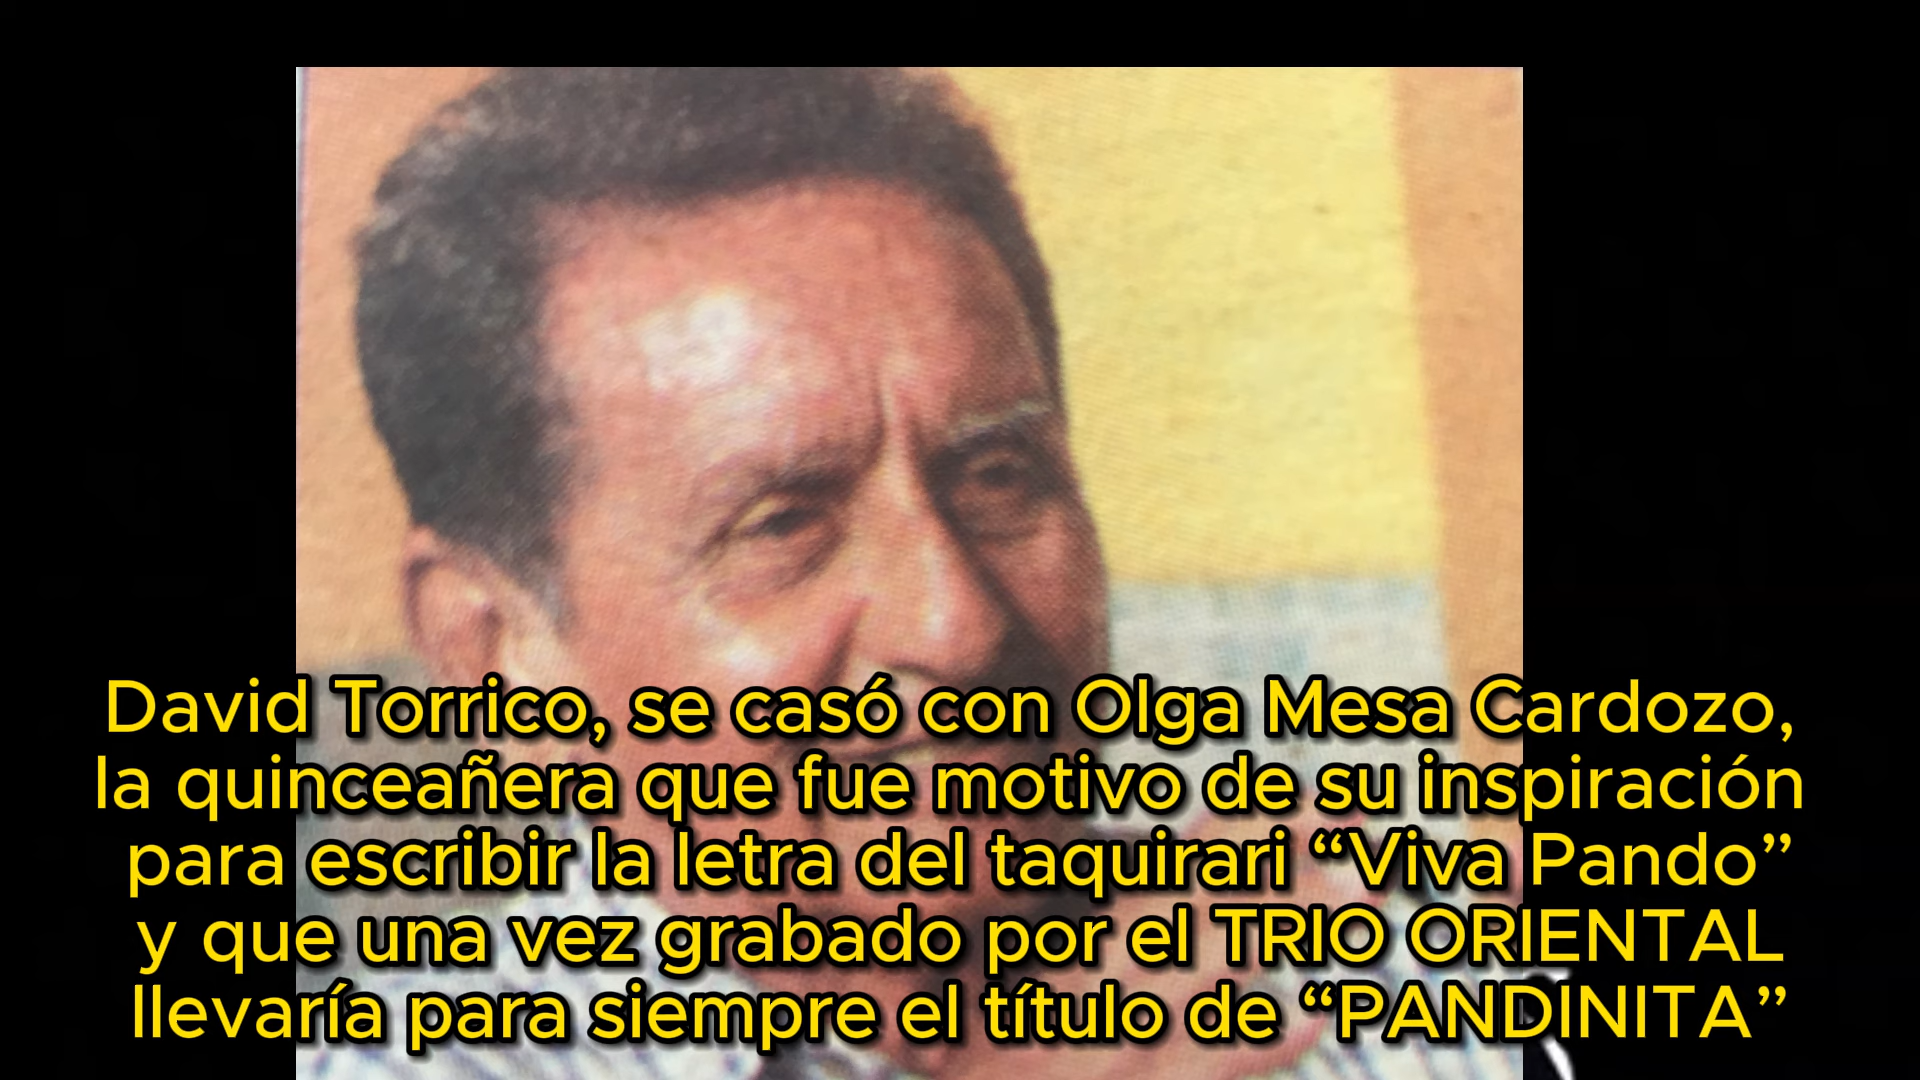 David Torrico, se casó con Olga Mesa Cardozo,
la quinceañera que fue motivo de su inspiración
para escribir la letra del taquirari “Viva Pando”
y que una vez grabado por el TRIO ORIENTAL
llevaría para siempre el título de “PANDINITA”